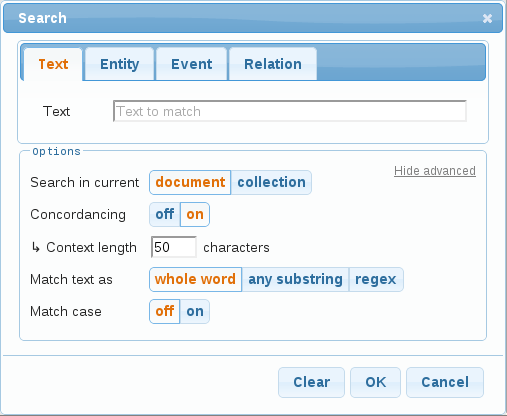 Search
Text Entity Event Relation
Text Text to match
Options
Hide advanced
Search in current document collection
Concordancing off on
↳ Context length 50 characters
Match text as whole word any substring regex
Match case off on
Clear OK Cancel